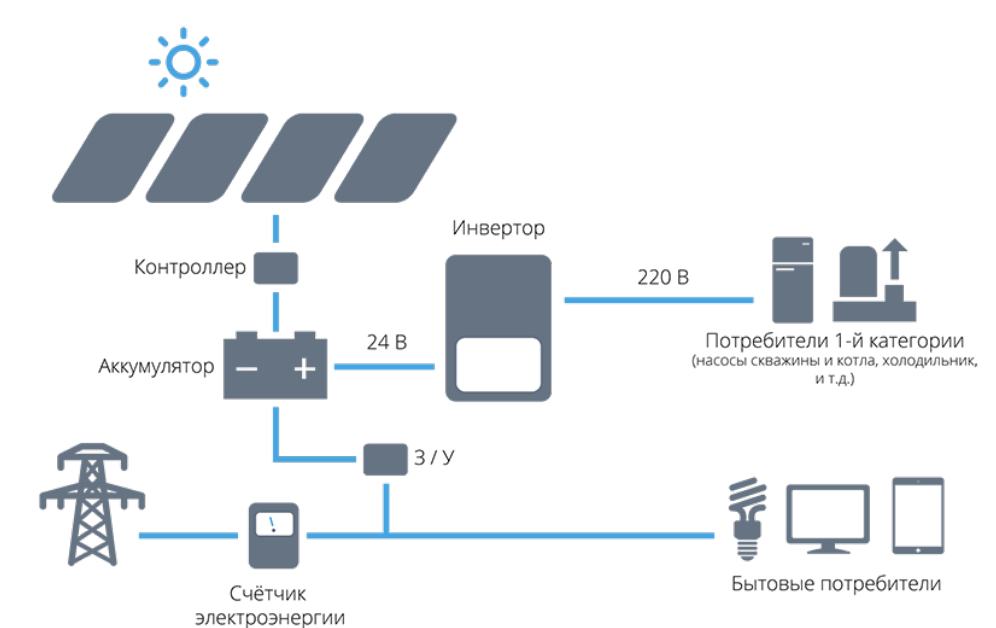 Инвертор
Контроллер
220 В
24 В
Аккумулятор
Потребители 1-й категории
(насосы скважины и котла, холодильник,
и т.д.)
З / У
Счётчик
электроэнергии
Бытовые потребители